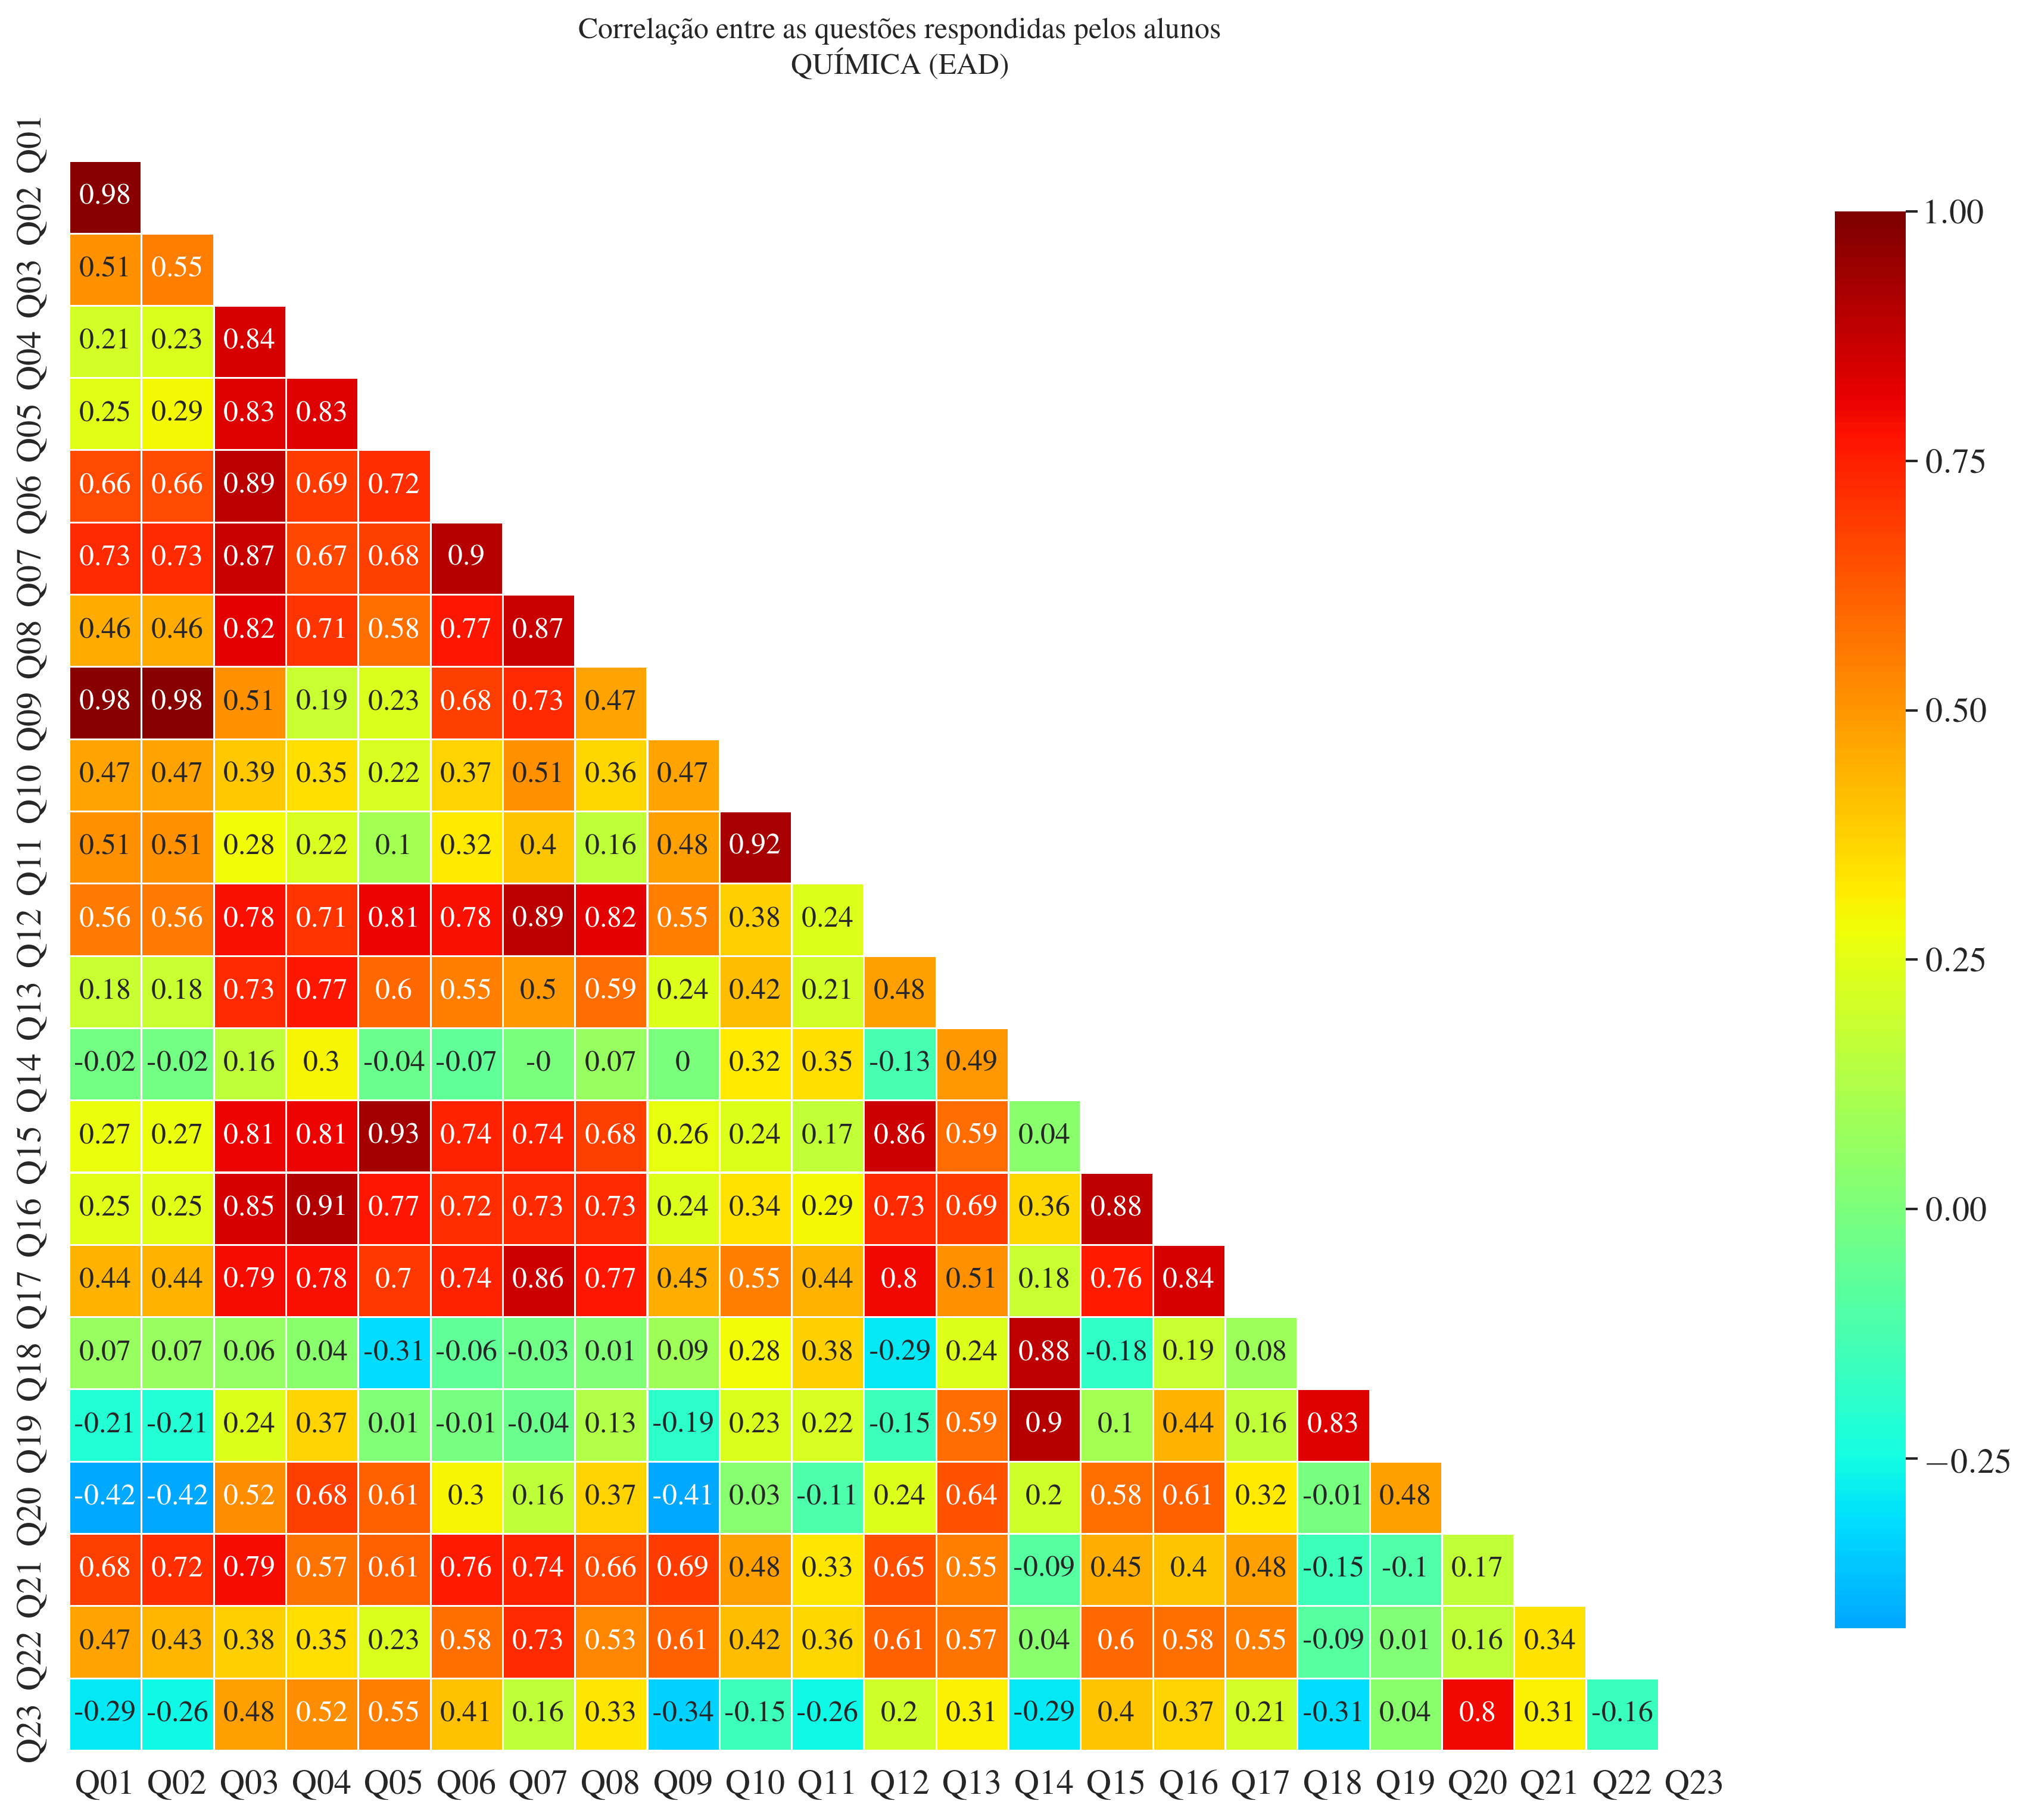 Correlação entre as questões respondidas pelos alunos
QUÍMICA (EAD)
Q01
Q02 0.98
Q03 0.51 0.55
Q04 0.21 0.23 0.84
Q05 0.25 0.29 0.83 0.83
Q06 0.66 0.66 0.89 0.69 0.72
Q07 0.73 0.73 0.87 0.67 0.68 0.9
Q08 0.46 0.46 0.82 0.71 0.58 0.77 0.87
Q09 0.98 0.98 0.51 0.19 0.23 0.68 0.73 0.47
Q10 0.47 0.47 0.39 0.35 0.22 0.37 0.51 0.36 0.47
Q11 0.51 0.51 0.28 0.22 0.1 0.32 0.4 0.16 0.48 0.92
Q12 0.56 0.56 0.78 0.71 0.81 0.78 0.89 0.82 0.55 0.38 0.24
Q13 0.18 0.18 0.73 0.77 0.6 0.55 0.5 0.59 0.24 0.42 0.21 0.48
Q14 -0.02 -0.02 0.16 0.3 -0.04 -0.07 -0 0.07 0 0.32 0.35 -0.13 0.49
Q15 0.27 0.27 0.81 0.81 0.93 0.74 0.74 0.68 0.26 0.24 0.17 0.86 0.59 0.04
Q16 0.25 0.25 0.85 0.91 0.77 0.72 0.73 0.73 0.24 0.34 0.29 0.73 0.69 0.36 0.88
Q17 0.44 0.44 0.79 0.78 0.7 0.74 0.86 0.77 0.45 0.55 0.44 0.8 0.51 0.18 0.76 0.84
Q18 0.07 0.07 0.06 0.04 -0.31 -0.06 -0.03 0.01 0.09 0.28 0.38 -0.29 0.24 0.88 -0.18 0.19 0.08
Q19 -0.21 -0.21 0.24 0.37 0.01 -0.01 -0.04 0.13 -0.19 0.23 0.22 -0.15 0.59 0.9 0.1 0.44 0.16 0.83
Q20 -0.42 -0.42 0.52 0.68 0.61 0.3 0.16 0.37 -0.41 0.03 -0.11 0.24 0.64 0.2 0.58 0.61 0.32 -0.01 0.48
Q21 0.68 0.72 0.79 0.57 0.61 0.76 0.74 0.66 0.69 0.48 0.33 0.65 0.55 -0.09 0.45 0.4 0.48 -0.15 -0.1 0.17
Q22 0.47 0.43 0.38 0.35 0.23 0.58 0.73 0.53 0.61 0.42 0.36 0.61 0.57 0.04 0.6 0.58 0.55 -0.09 0.01 0.16 0.34
Q23 -0.29 -0.26 0.48 0.52 0.55 0.41 0.16 0.33 -0.34 -0.15 -0.26 0.2 0.31 -0.29 0.4 0.37 0.21 -0.31 0.04 0.8 0.31 -0.16
Q01 Q02 Q03 Q04 Q05 Q06 Q07 Q08 Q09 Q10 Q11 Q12 Q13 Q14 Q15 Q16 Q17 Q18 Q19 Q20 Q21 Q22 Q23
1.00
0.75
0.50
0.25
0.00
−0.25